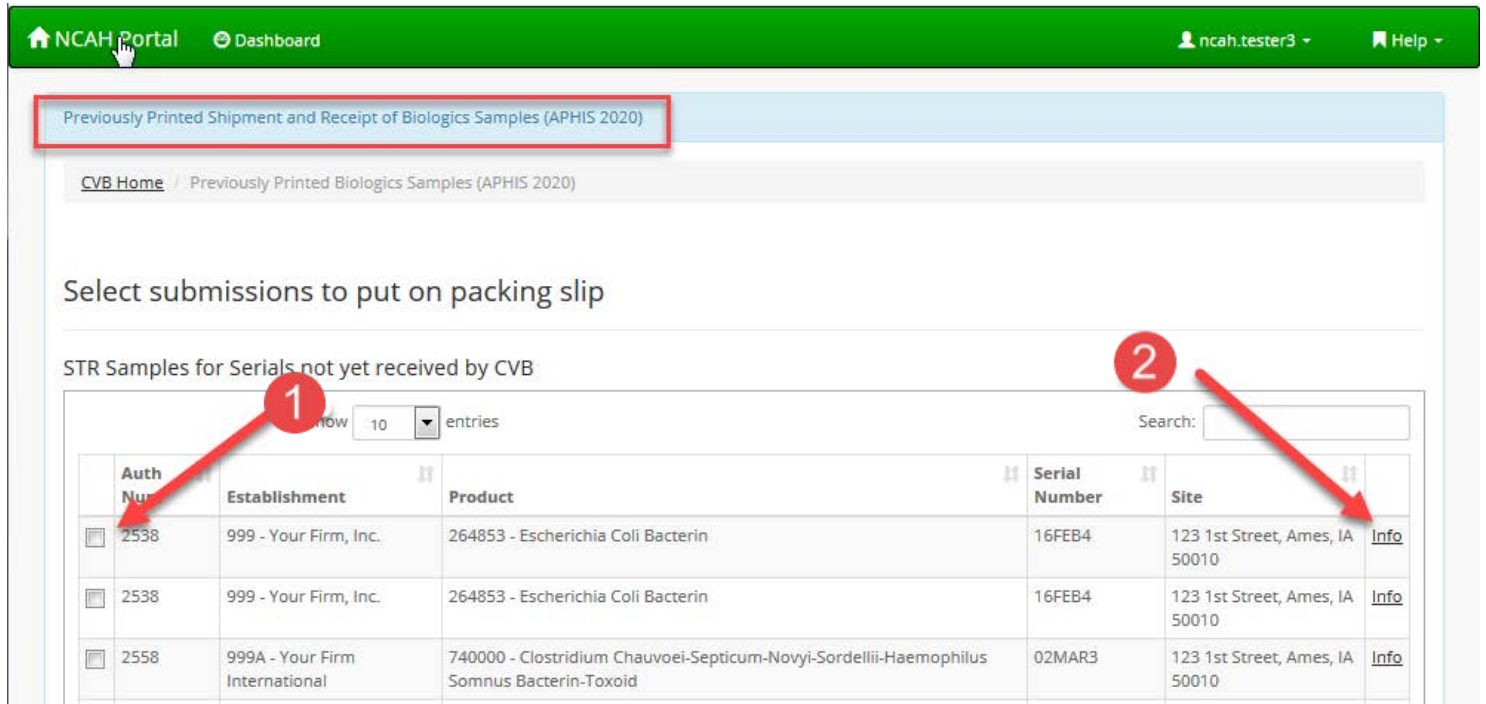 NCAH Portal Dashboard ncah.tester3 Help
Previously Printed Shipment and Receipt of Biologics Samples (APHIS 2020)
CVB Home / Previously Printed Biologics Samples (APHIS 2020)
Select submissions to put on packing slip
STR Samples for Serials not yet received by CVB
2
1
10 entries Search:
Auth Serial
Establishment Product Number Site
2538 999 - Your Firm, Inc. 264853 - Escherichia Coli Bacterin 16FEB4 123 1st Street, Ames, IA Info
50010
2538 999 - Your Firm, Inc. 264853 - Escherichia Coli Bacterin 16FEB4 123 1st Street, Ames, IA Info
50010
2558 999A - Your Firm 740000 - Clostridium Chauvoei-Septicum-Novyi-Sordellii-Haemophilus 02MAR3 123 1st Street, Ames, IA Info
International Somnus Bacterin-Toxoid 50010